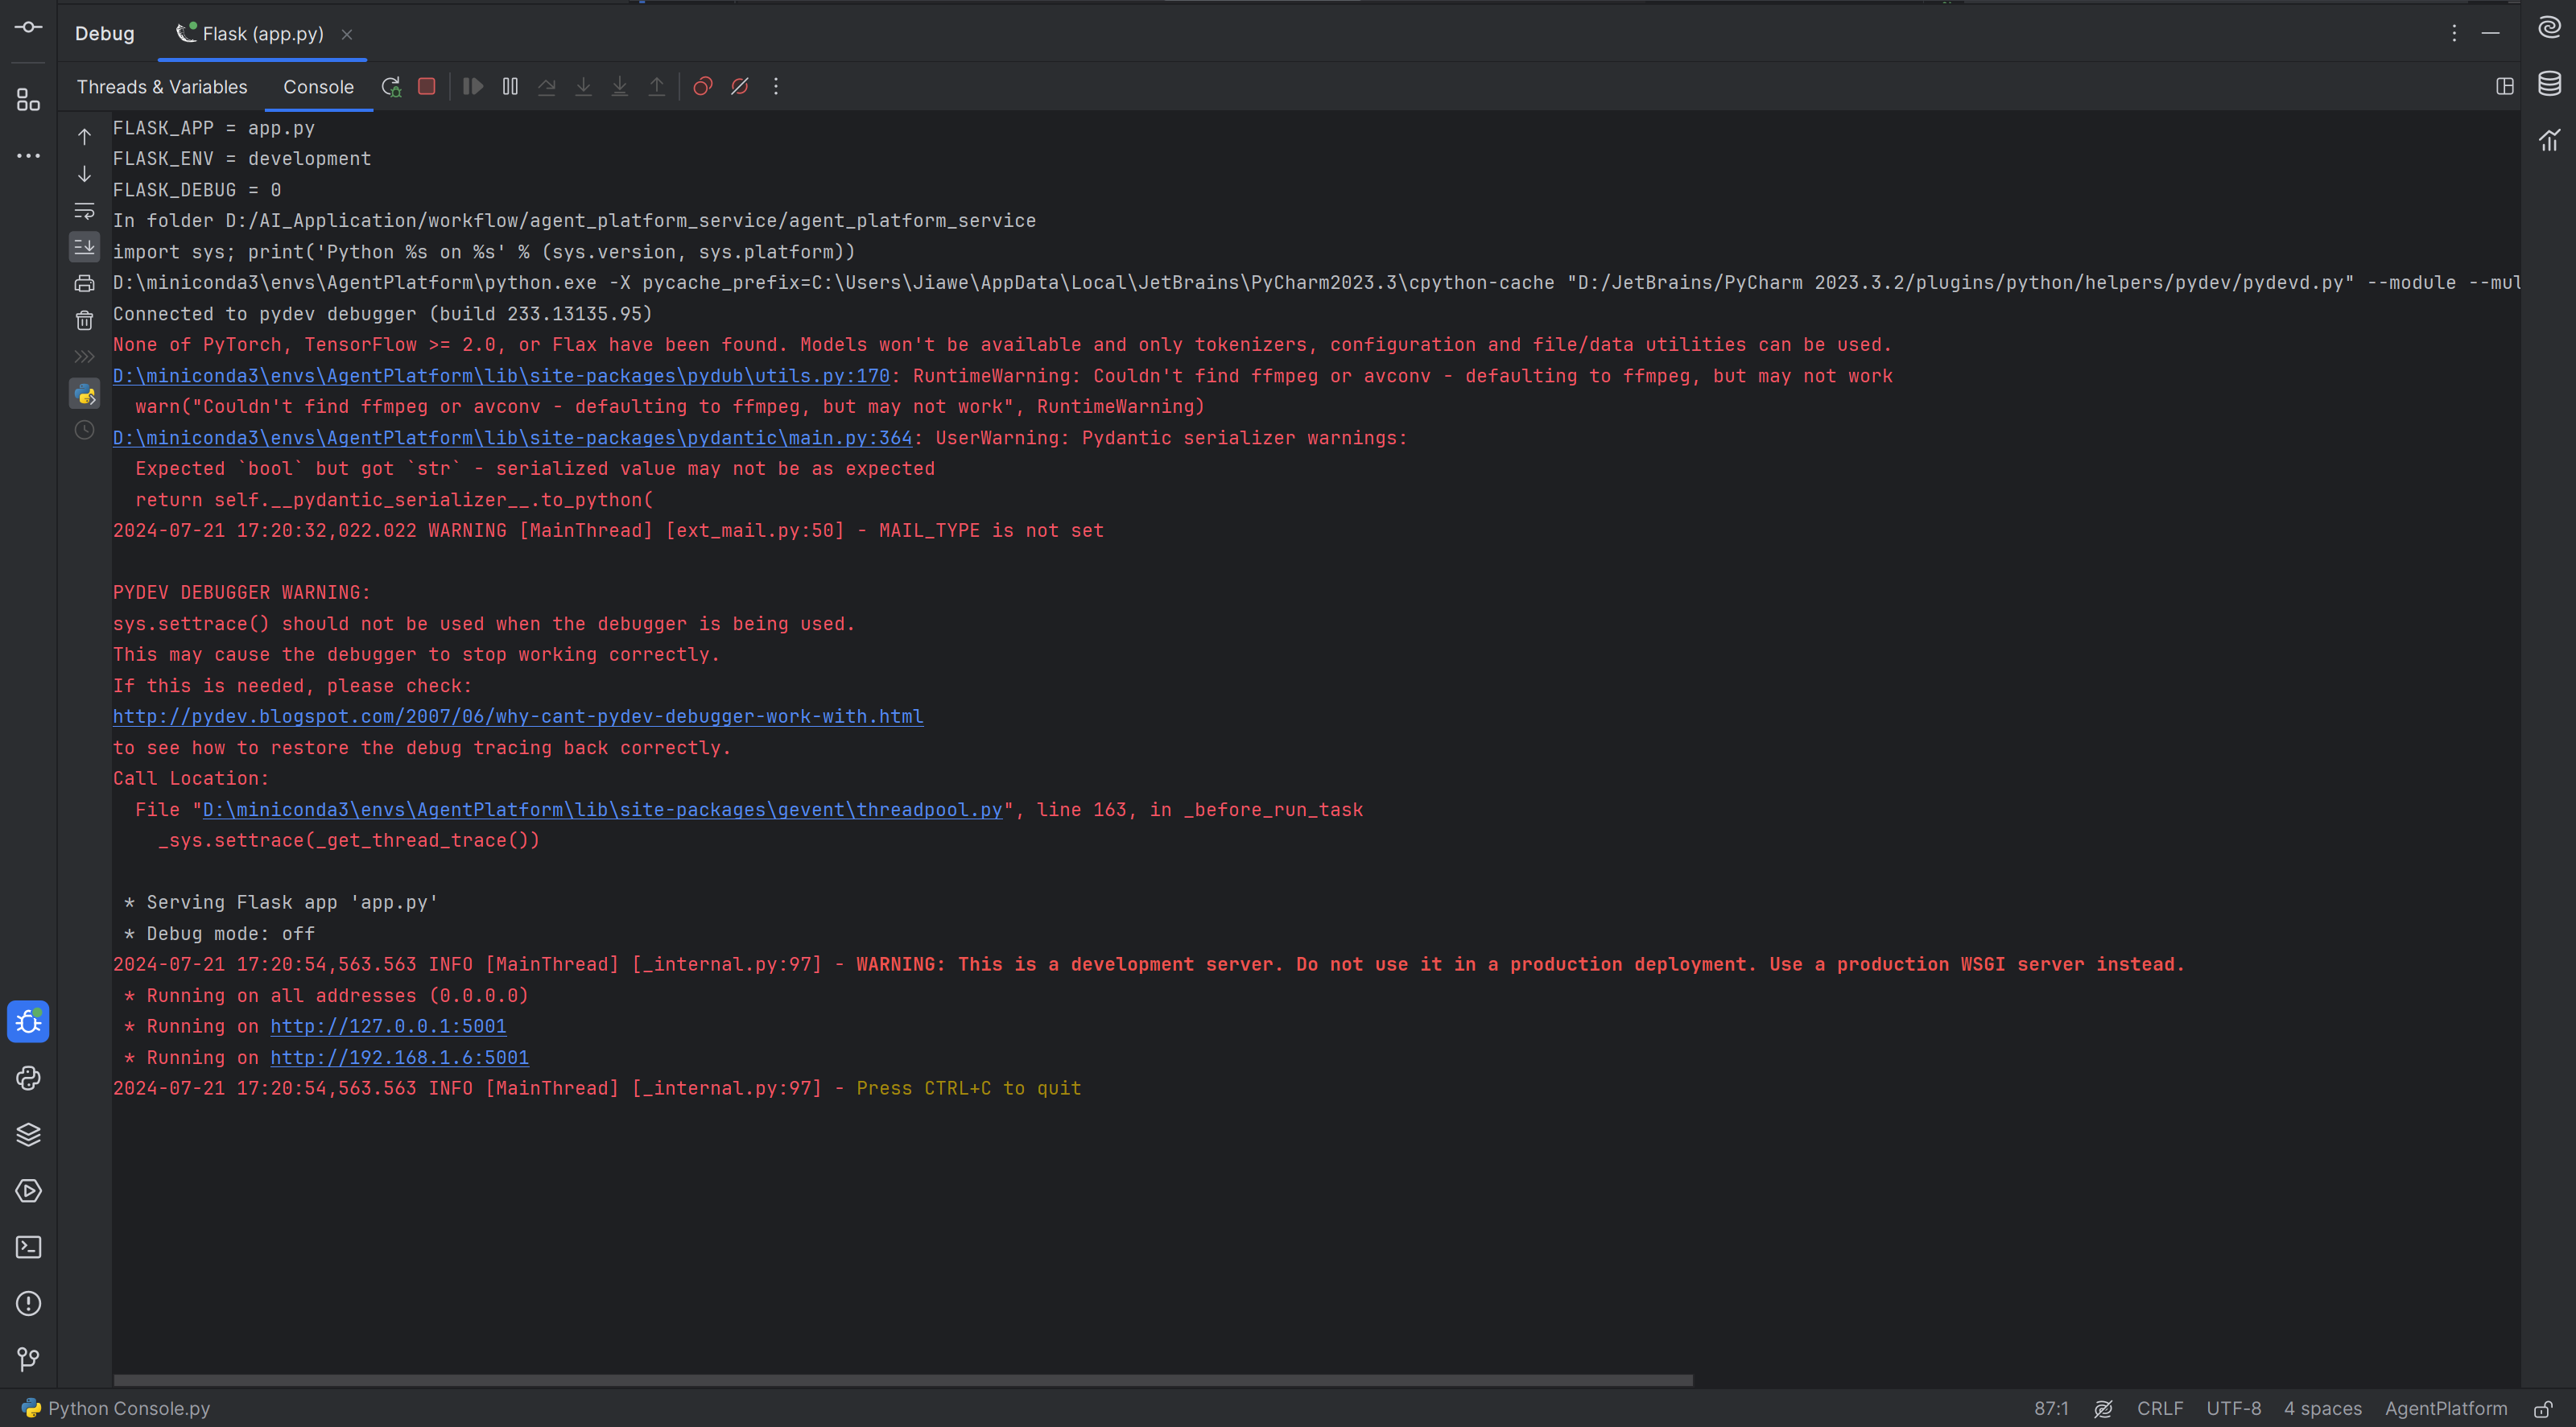 Debug
Flask (app.py)
Threads & Variables
Console
FLASK_APP = app.py
FLASK_ENV = development
FLASK_DEBUG = 0
In folder D:/AI_Application/workflow/agent_platform_service/agent_platform_service
import sys; print('Python %s on %s' % (sys.version, sys.platform))
D:\miniconda3\envs\AgentPlatform\python.exe -X pycache_prefix=C:\Users\Jiawe\AppData\Local\JetBrains\PyCharm2023.3\cpython-cache "D:/JetBrains/PyCharm 2023.3.2/plugins/python/helpers/pydev/pydevd.py" --module --mul
Connected to pydev debugger (build 233.13135.95)
None of PyTorch, TensorFlow >= 2.0, or Flax have been found. Models won't be available and only tokenizers, configuration and file/data utilities can be used.
D:\miniconda3\envs\AgentPlatform\lib\site-packages\pydub\utils.py:170: RuntimeWarning: Couldn't find ffmpeg or avconv - defaulting to ffmpeg, but may not work
warn("Couldn't find ffmpeg or avconv - defaulting to ffmpeg, but may not work", RuntimeWarning)
D:\miniconda3\envs\AgentPlatform\lib\site-packages\pydantic\main.py:364: UserWarning: Pydantic serializer warnings:
Expected `bool` but got `str` - serialized value may not be as expected
return self.__pydantic_serializer__.to_python(
2024-07-21 17:20:32,022.022 WARNING [MainThread] [ext_mail.py:50] - MAIL_TYPE is not set
PYDEV DEBUGGER WARNING:
sys.settrace() should not be used when the debugger is being used.
This may cause the debugger to stop working correctly.
If this is needed, please check:
http://pydev.blogspot.com/2007/06/why-cant-pydev-debugger-work-with.html
to see how to restore the debug tracing back correctly.
Call Location:
File "D:\miniconda3\envs\AgentPlatform\lib\site-packages\gevent\threadpool.py", line 163, in _before_run_task
_sys.settrace(_get_thread_trace())
* Serving Flask app 'app.py'
* Debug mode: off
2024-07-21 17:20:54,563.563 INFO [MainThread] [_internal.py:97] - WARNING: This is a development server. Do not use it in a production deployment. Use a production WSGI server instead.
* Running on all addresses (0.0.0.0)
* Running on http://127.0.0.1:5001
* Running on http://192.168.1.6:5001
2024-07-21 17:20:54,563.563 INFO [MainThread] [_internal.py:97] - Press CTRL+C to quit
Python Console.py
87:1
CRLF
UTF-8
4 spaces
AgentPlatform